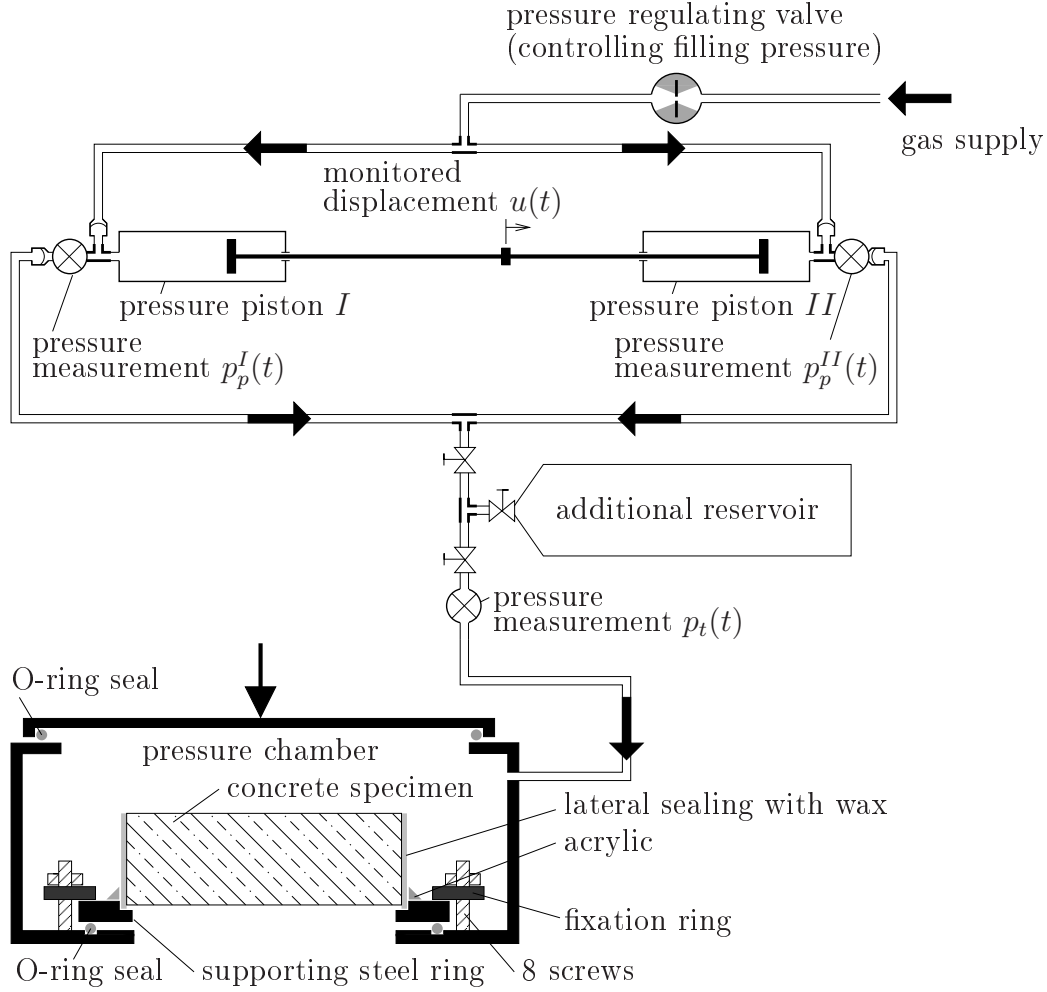 pressure regulating valve
(controlling filling pressure)
gas supply
monitored
displacement u(t)
pressure piston I
pressure piston II
pressure
measurement p_p^I(t)
pressure
measurement p_p^{II}(t)
additional reservoir
pressure
measurement p_t(t)
O-ring seal
pressure chamber
concrete specimen
lateral sealing with wax
acrylic
fixation ring
O-ring seal
supporting steel ring
8 screws